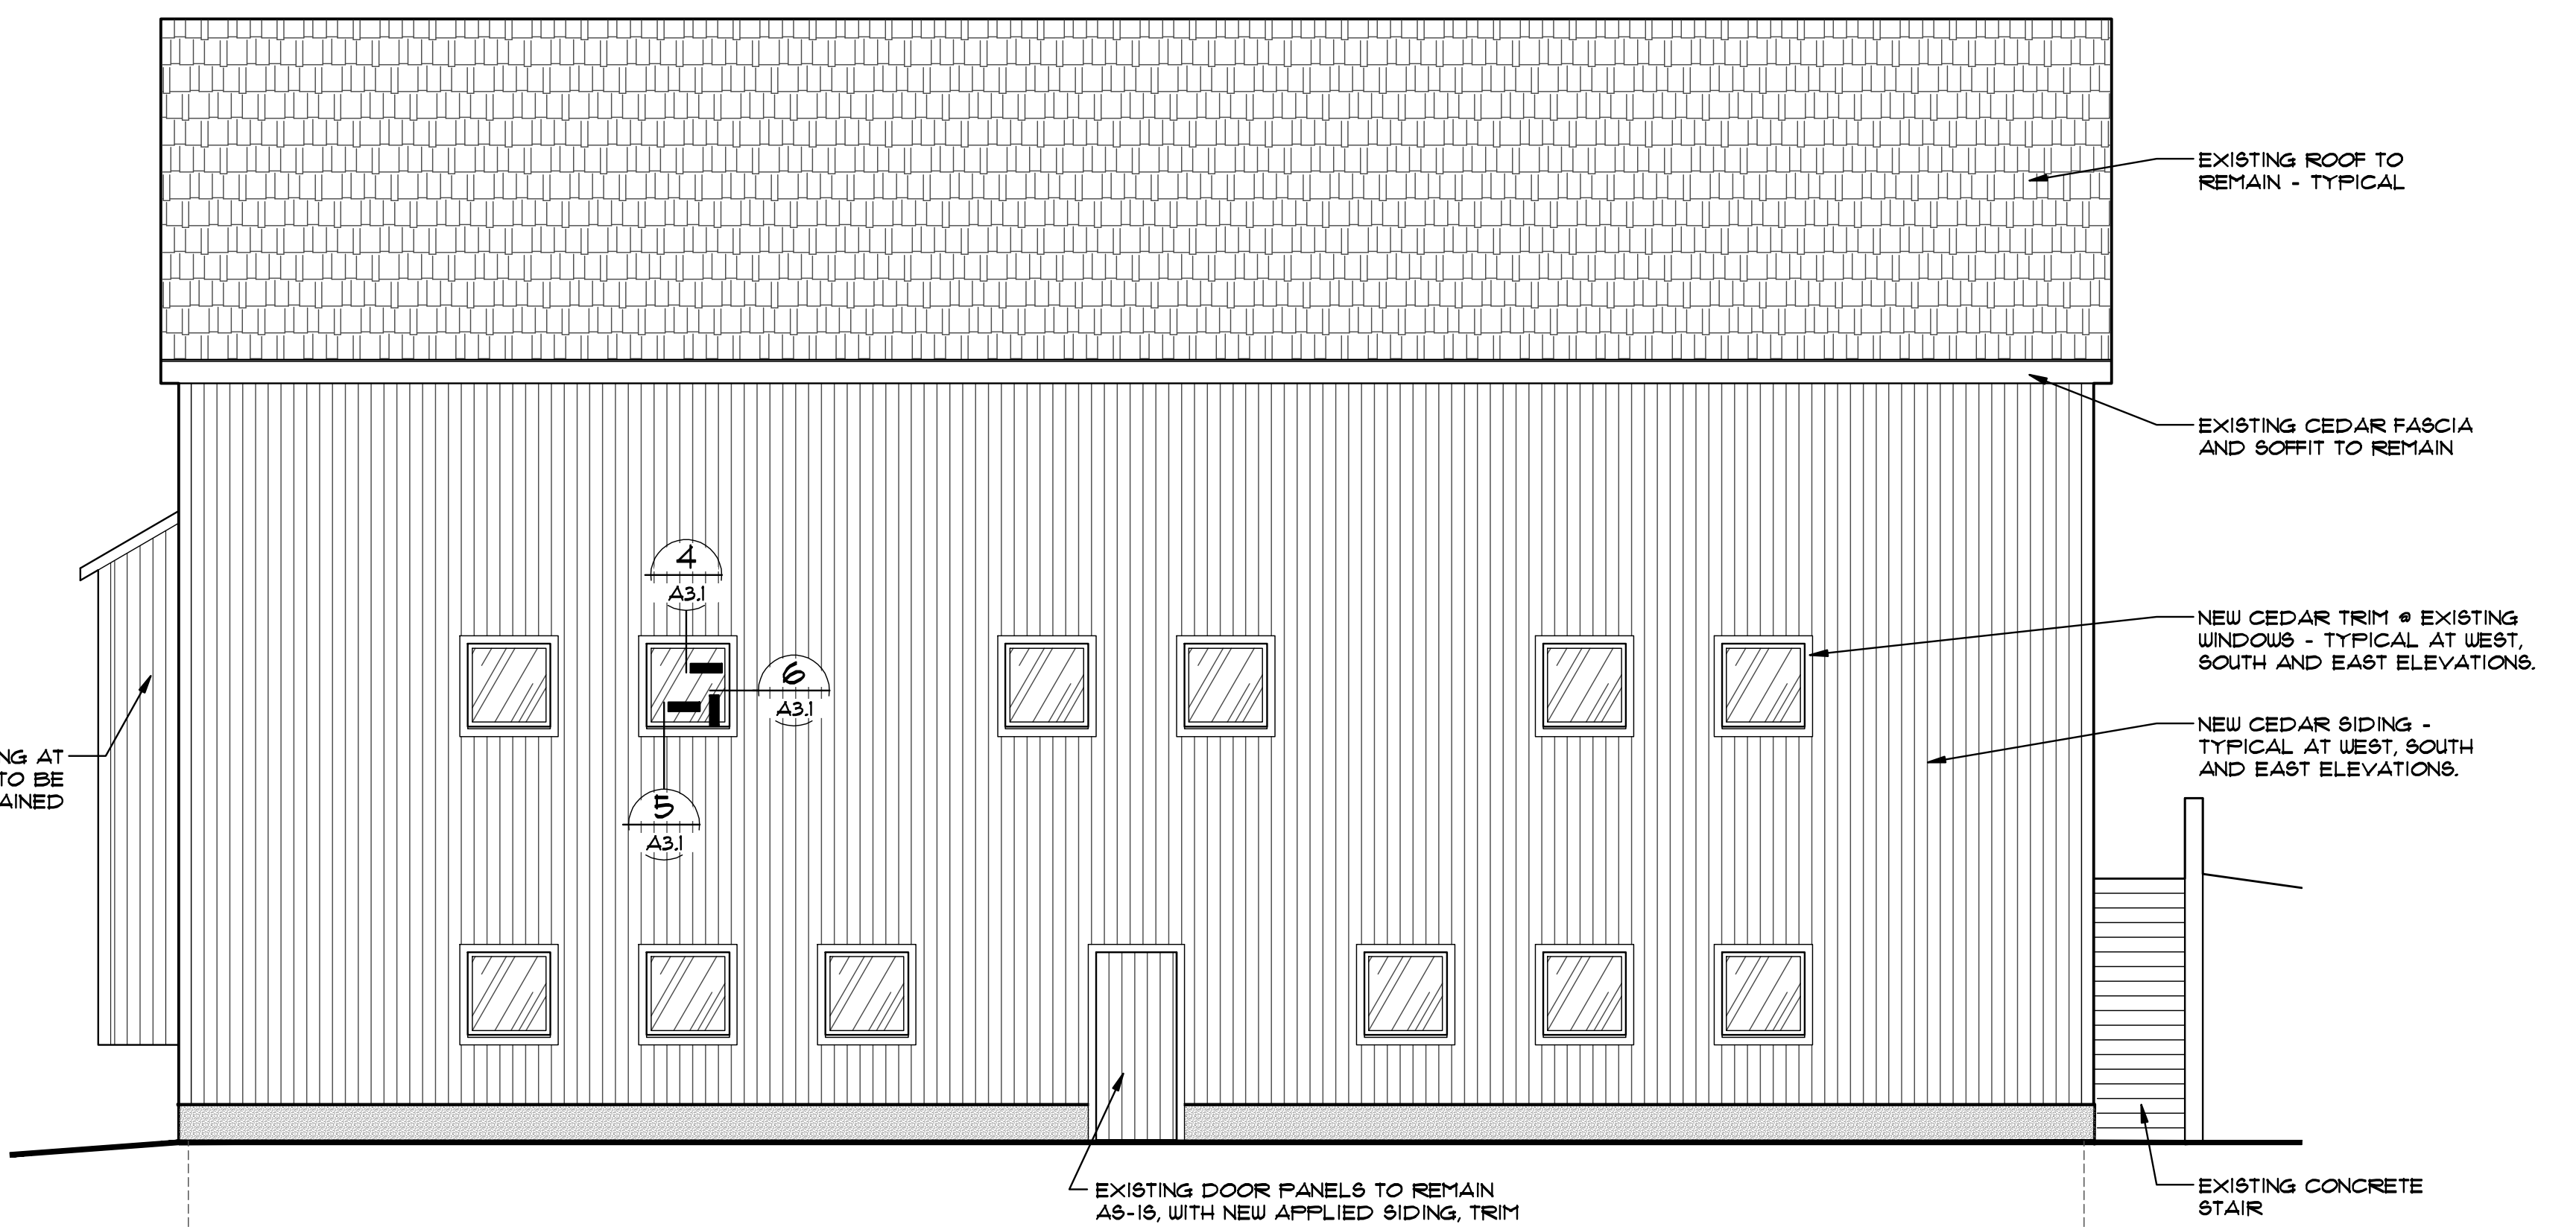 EXISTING ROOF TO
REMAIN - TYPICAL
EXISTING CEDAR FASCIA
AND SOFFIT TO REMAIN
4
A3.1
6
A3.1
5
A3.1
NEW CEDAR TRIM @ EXISTING
WINDOWS - TYPICAL AT WEST,
SOUTH AND EAST ELEVATIONS.
NEW CEDAR SIDING -
TYPICAL AT WEST, SOUTH
AND EAST ELEVATIONS.
AT
TO BE
EXISTING DOOR PANELS TO REMAIN
AS-IS, WITH NEW APPLIED SIDING, TRIM
EXISTING CONCRETE
STAIR